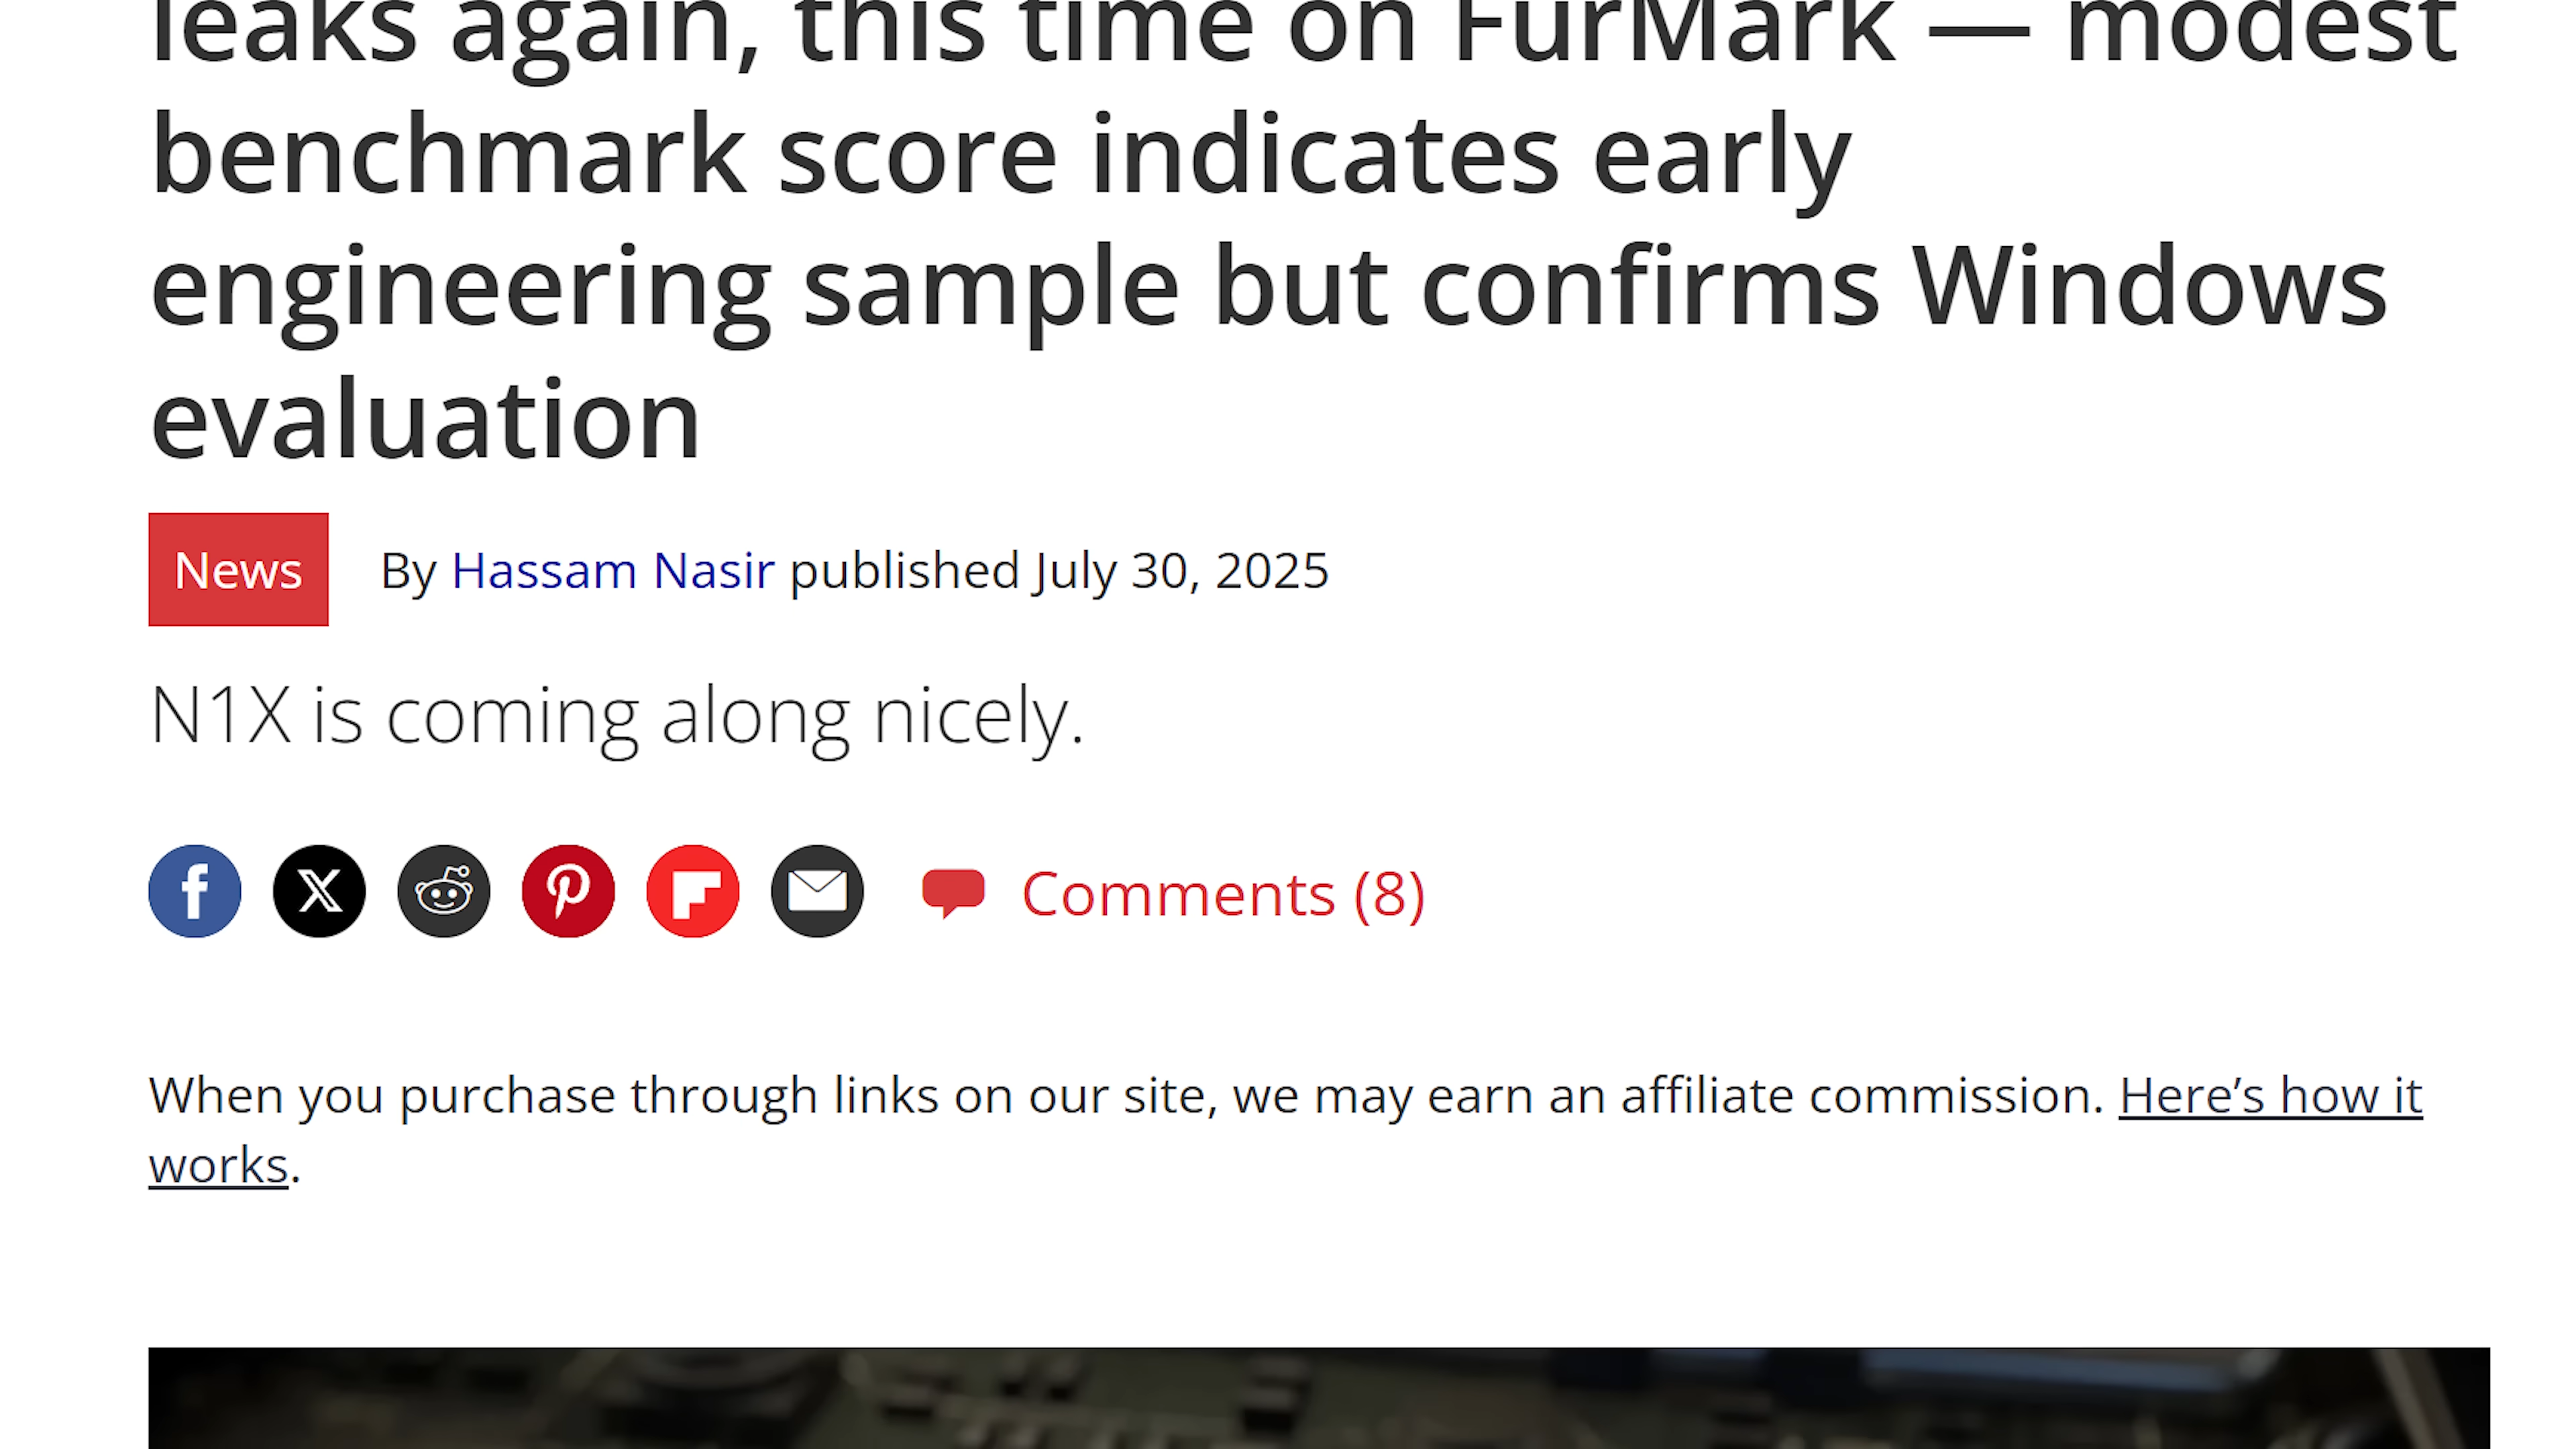 leaks again, this time on FurMark — modest
benchmark score indicates early
engineering sample but confirms Windows
evaluation
News By Hassam Nasir published July 30, 2025
N1X is coming along nicely.
Comments (8)
When you purchase through links on our site, we may earn an affiliate commission. Here’s how it
works.